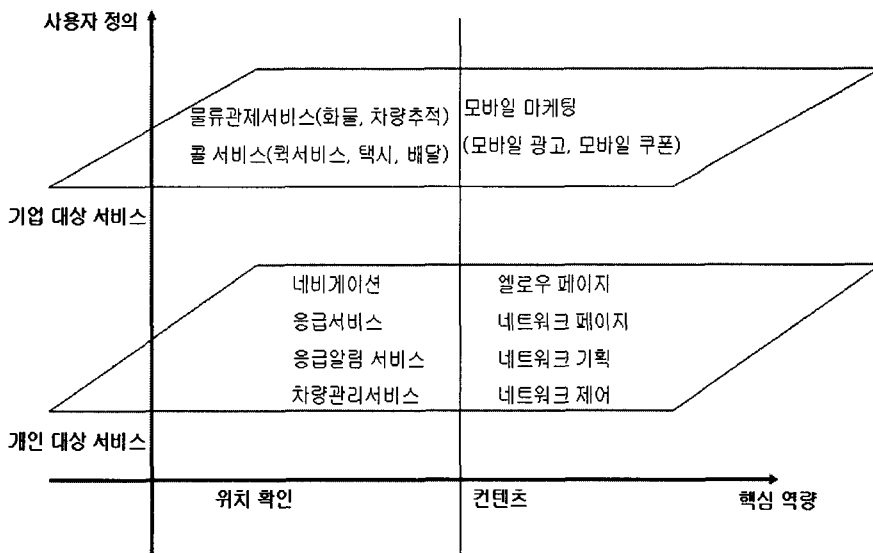 사용자 정의
물류관제서비스(화물, 차량추적)
콜 서비스(퀵서비스, 택시, 배달)
모바일 마케팅
(모바일 광고, 모바일 쿠폰)
기업 대상 서비스
네비게이션
응급서비스
응급알림 서비스
차량관리서비스
엘로우 페이지
네트워크 페이지
네트워크 기획
네트워크 제어
개인 대상 서비스
위치 확인
컨텐츠
핵심 역량